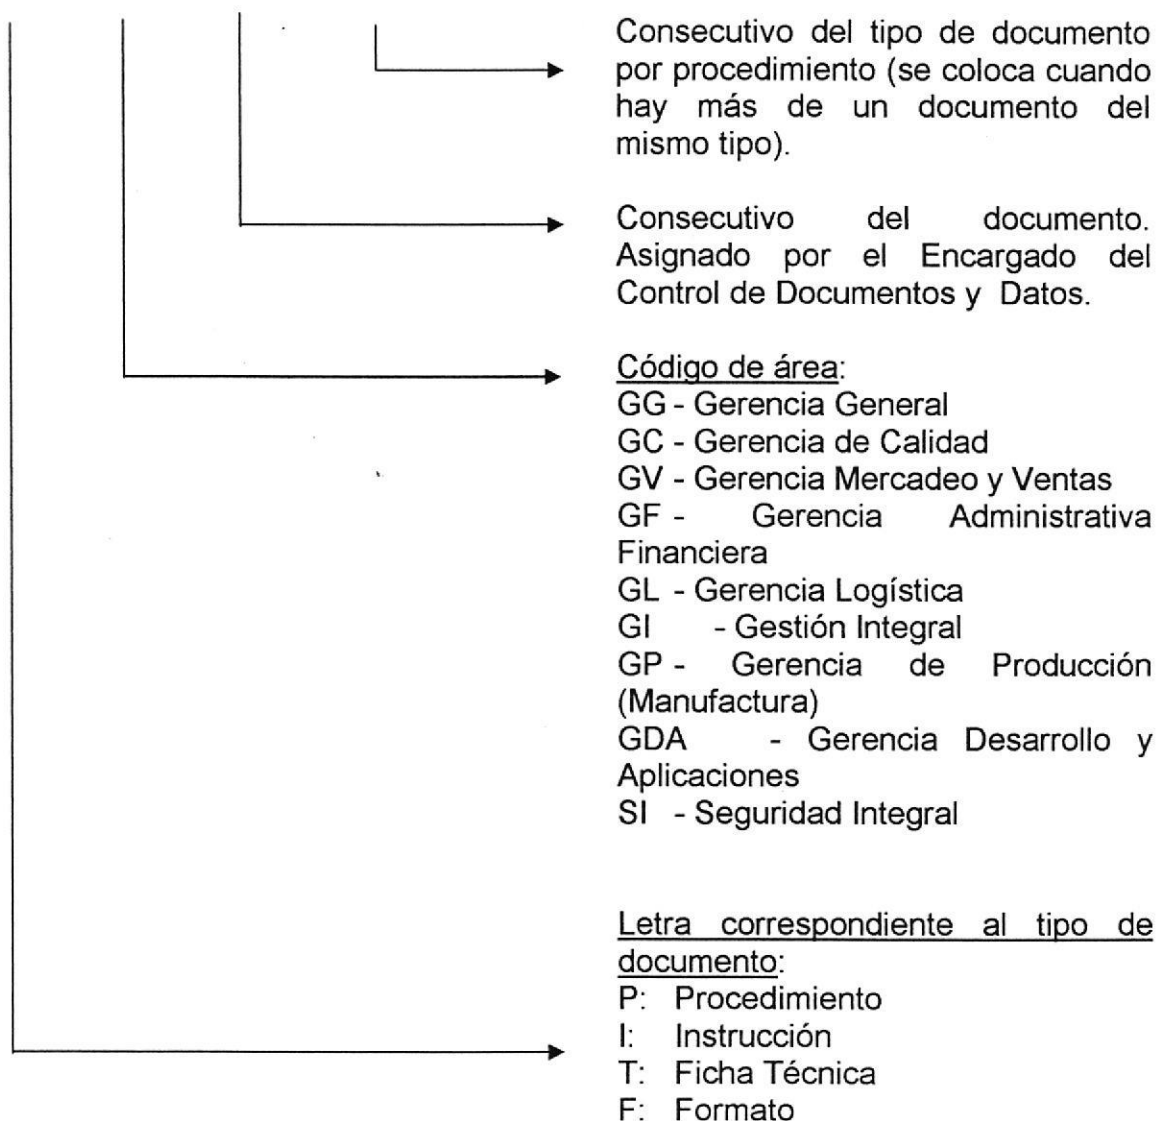 Consecutivo del tipo de documento
por procedimiento (se coloca cuando
hay más de un documento del
mismo tipo).
Consecutivo del documento.
Asignado por el Encargado del
Control de Documentos y Datos.
Código de área:
GG - Gerencia General
GC - Gerencia de Calidad
GV - Gerencia Mercadeo y Ventas
GF - Gerencia Administrativa
Financiera
GL - Gerencia Logística
GI - Gestión Integral
GP - Gerencia de Producción
(Manufactura)
GDA - Gerencia Desarrollo y
Aplicaciones
SI - Seguridad Integral
Letra correspondiente al tipo de
documento:
P: Procedimiento
I: Instrucción
T: Ficha Técnica
F: Formato